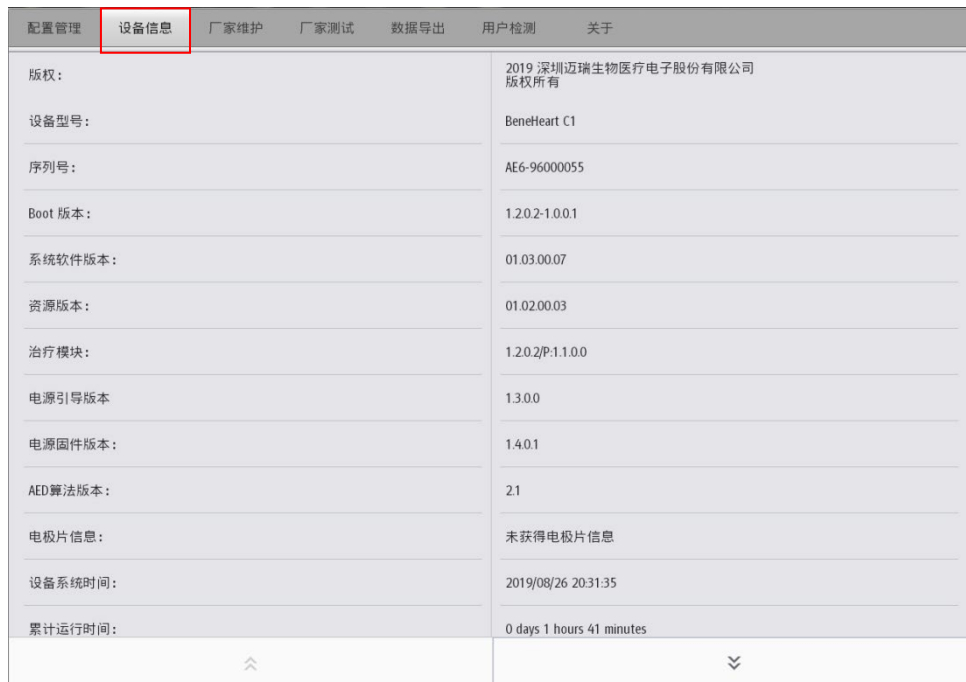 配置管理 设备信息 厂家维护 厂家测试 数据导出 用户检测 关于
版权: 2019 深圳迈瑞生物医疗电子股份有限公司
版权所有
设备型号: BeneHeart C1
序列号: AE6-96000055
Boot 版本: 1.2.0.2-1.0.0.1
系统软件版本: 01.03.00.07
资源版本: 01.02.00.03
治疗模块: 1.2.0.2/P:1.1.0.0
电源引导版本 1.3.0.0
电源固件版本: 1.4.0.1
AED算法版本: 2.1
电极片信息: 未获得电极片信息
设备系统时间: 2019/08/26 20:31:35
累计运行时间: 0 days 1 hours 41 minutes